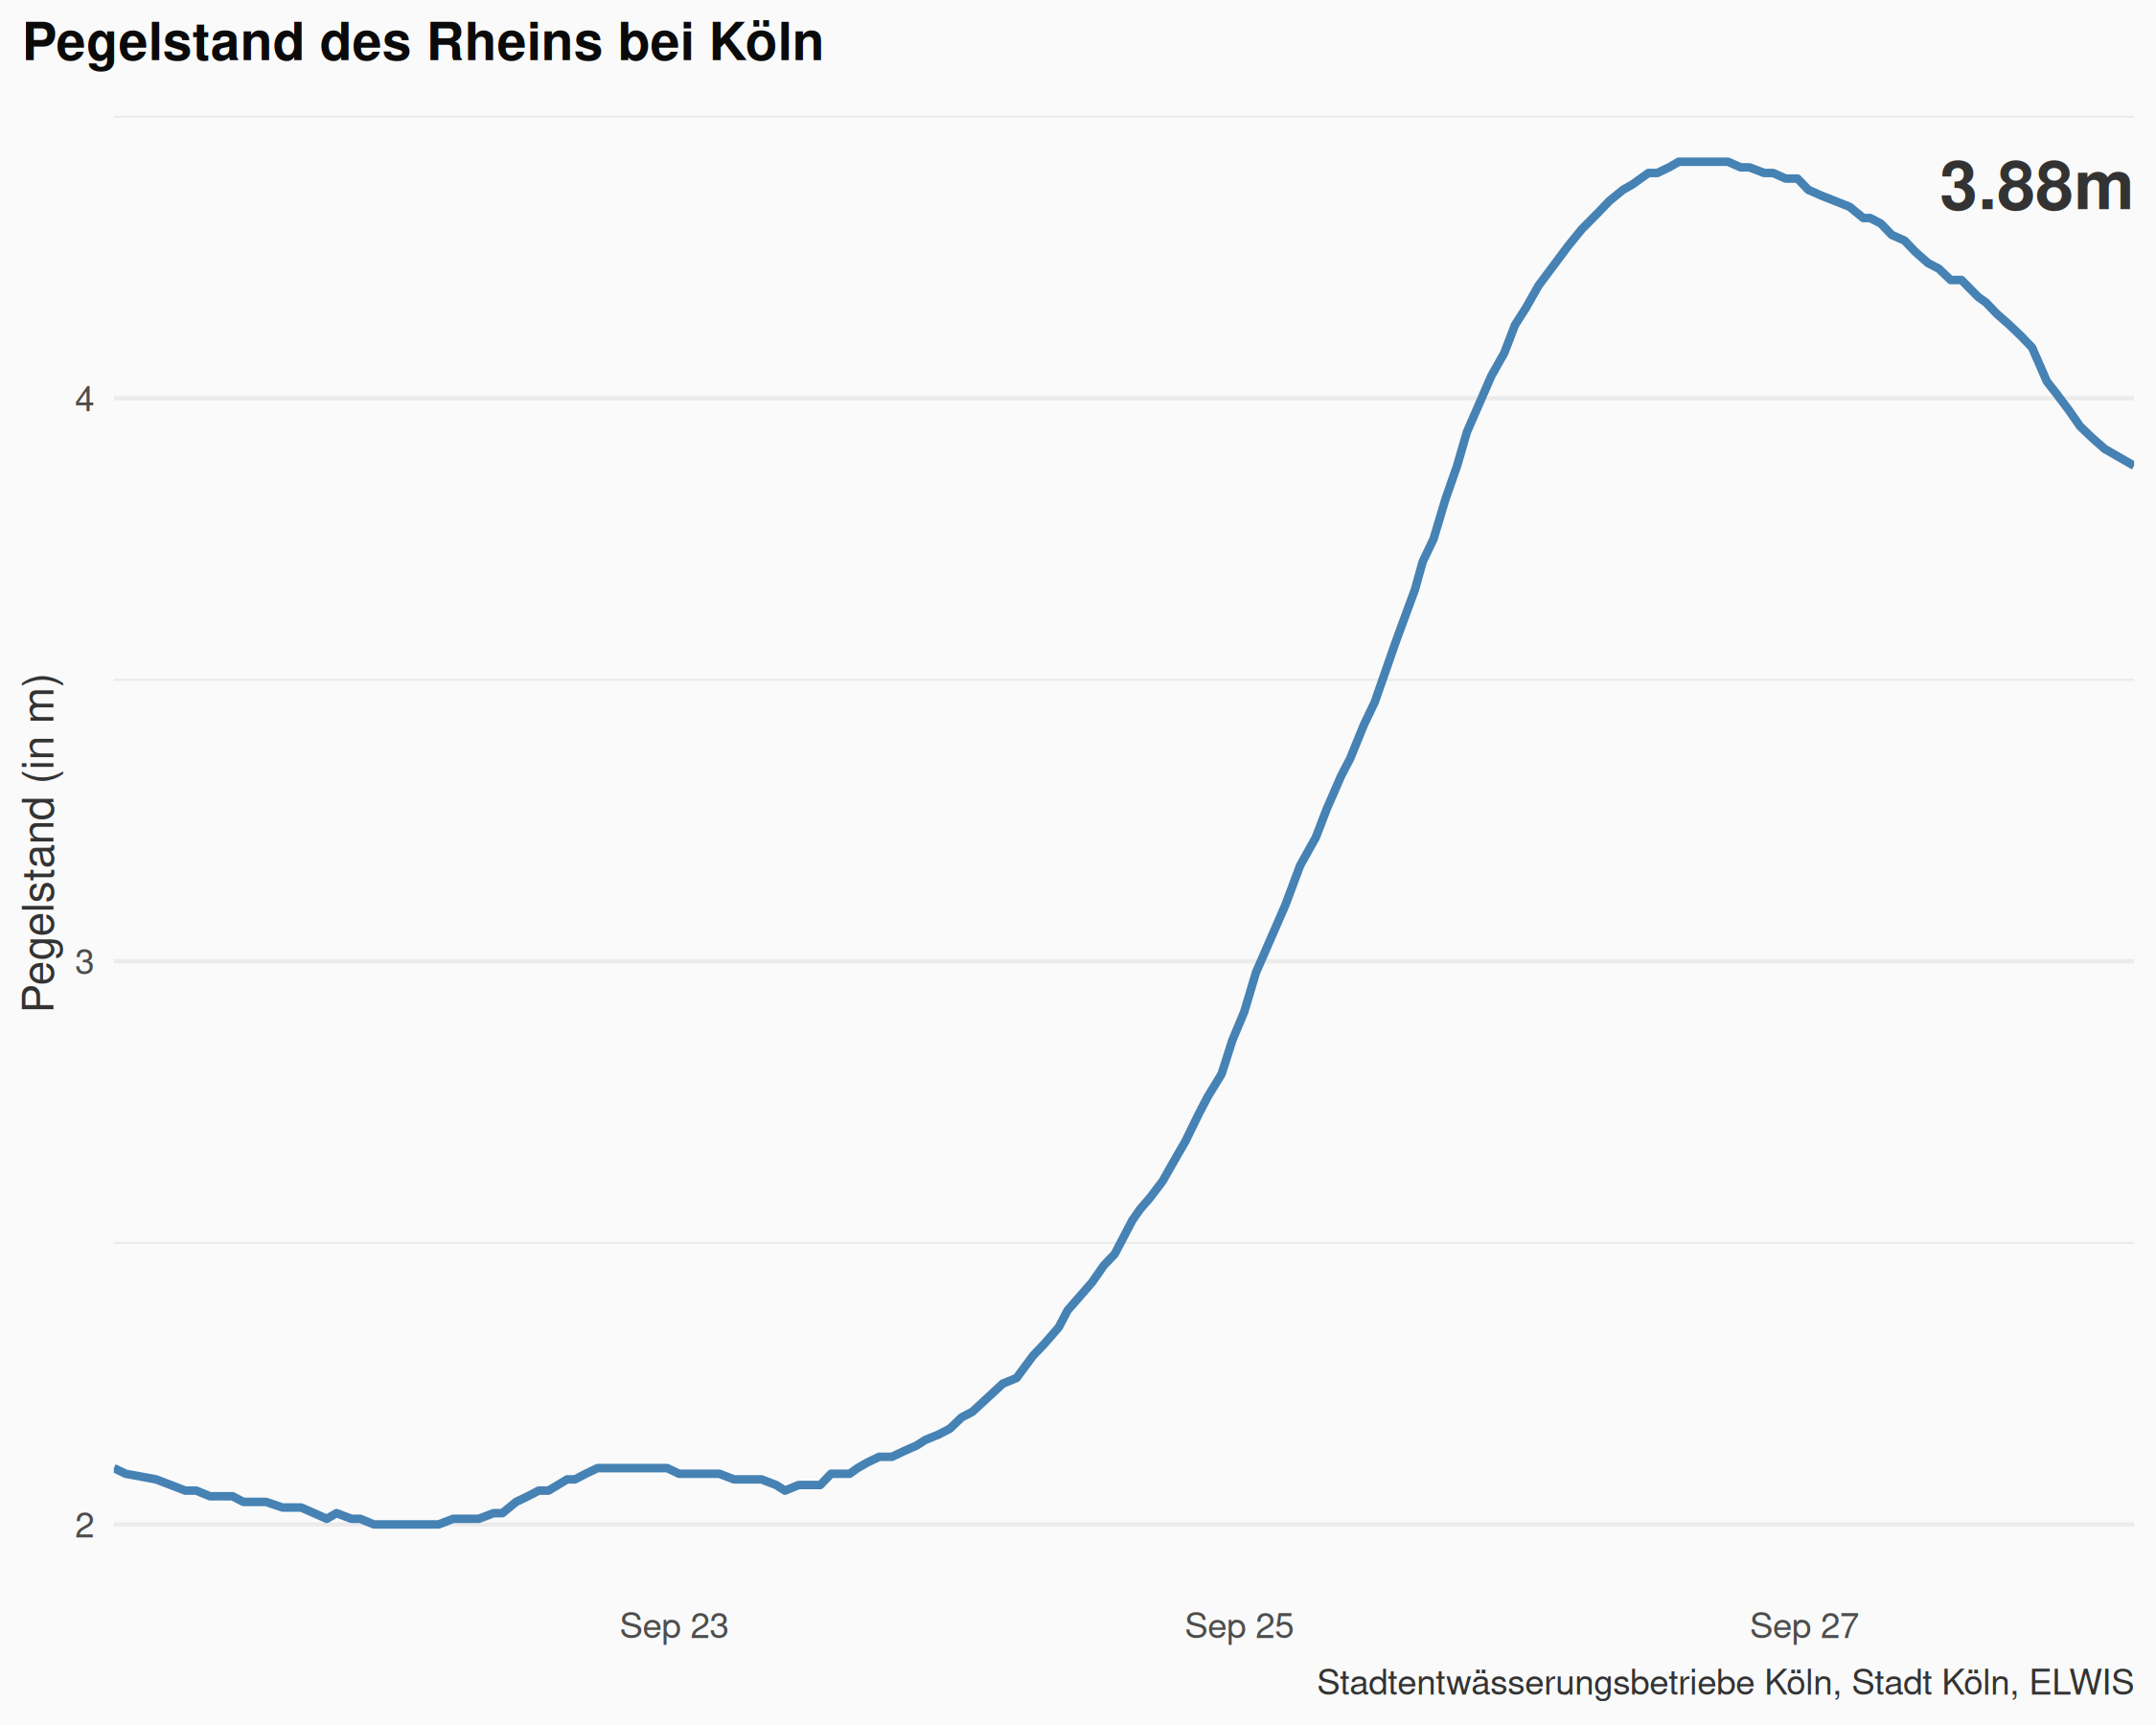 Pegelstand des Rheins bei Köln
3.88m
Pegelstand (in m)
4
3
2
Sep 23
Sep 25
Sep 27
Stadtentwässerungsbetriebe Köln, Stadt Köln, ELWIS